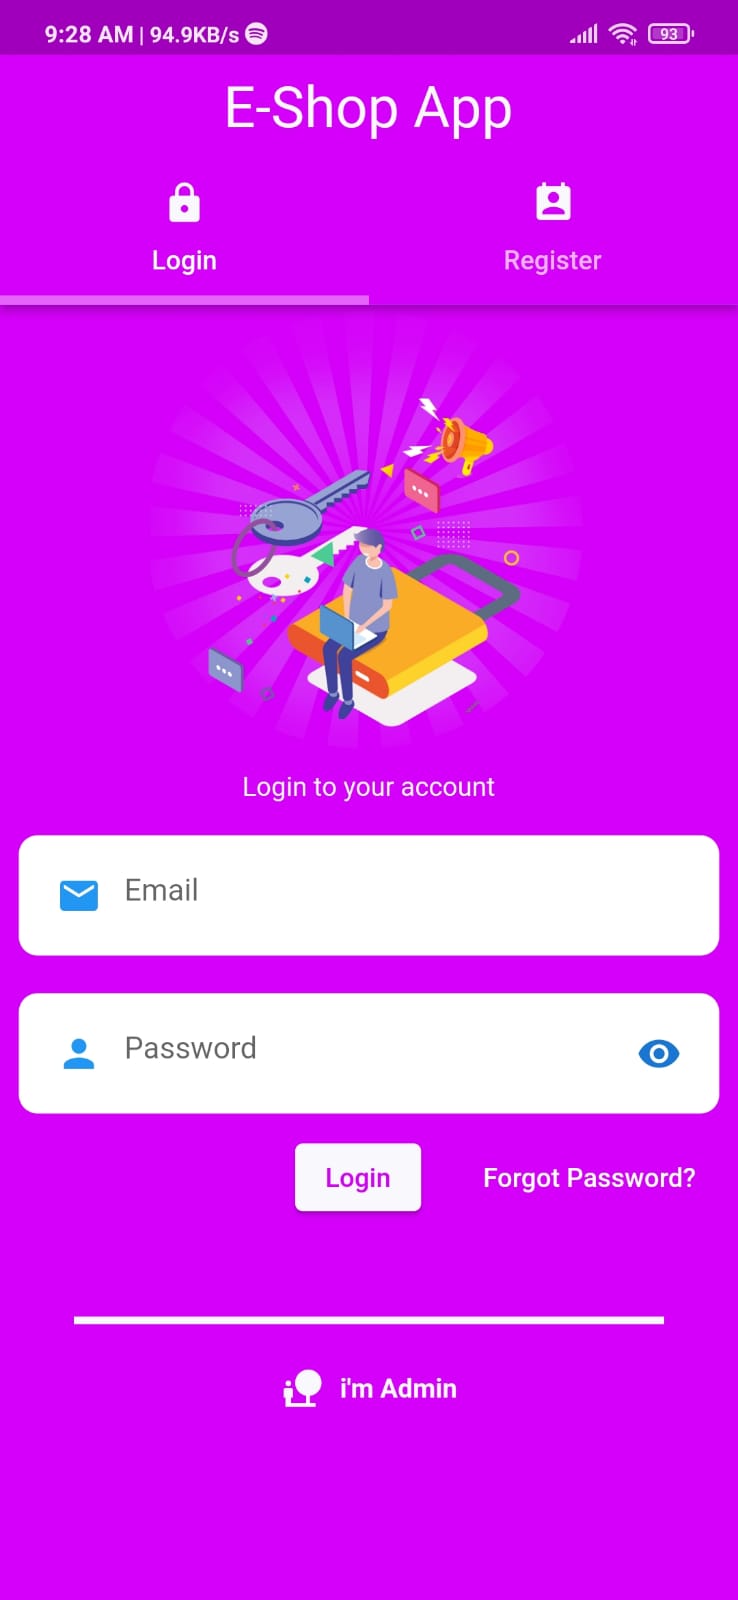 9:28 AM | 94.9KB/s
93
E-Shop App
Login
Register
Login to your account
Email
Password
Login
Forgot Password?
i'm Admin